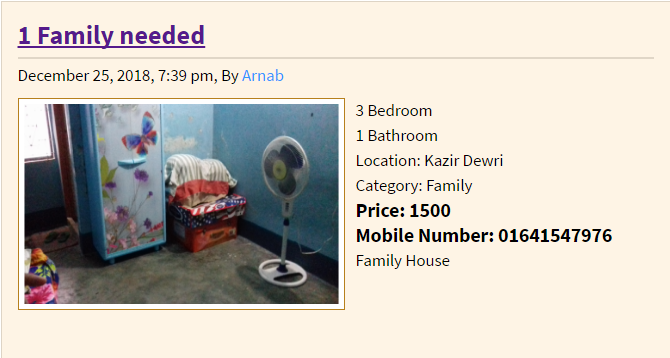 1 Family needed
December 25, 2018, 7:39 pm, By Arnab
3 Bedroom
1 Bathroom
Location: Kazir Dewri
Category: Family
Price: 1500
Mobile Number: 01641547976
Family House